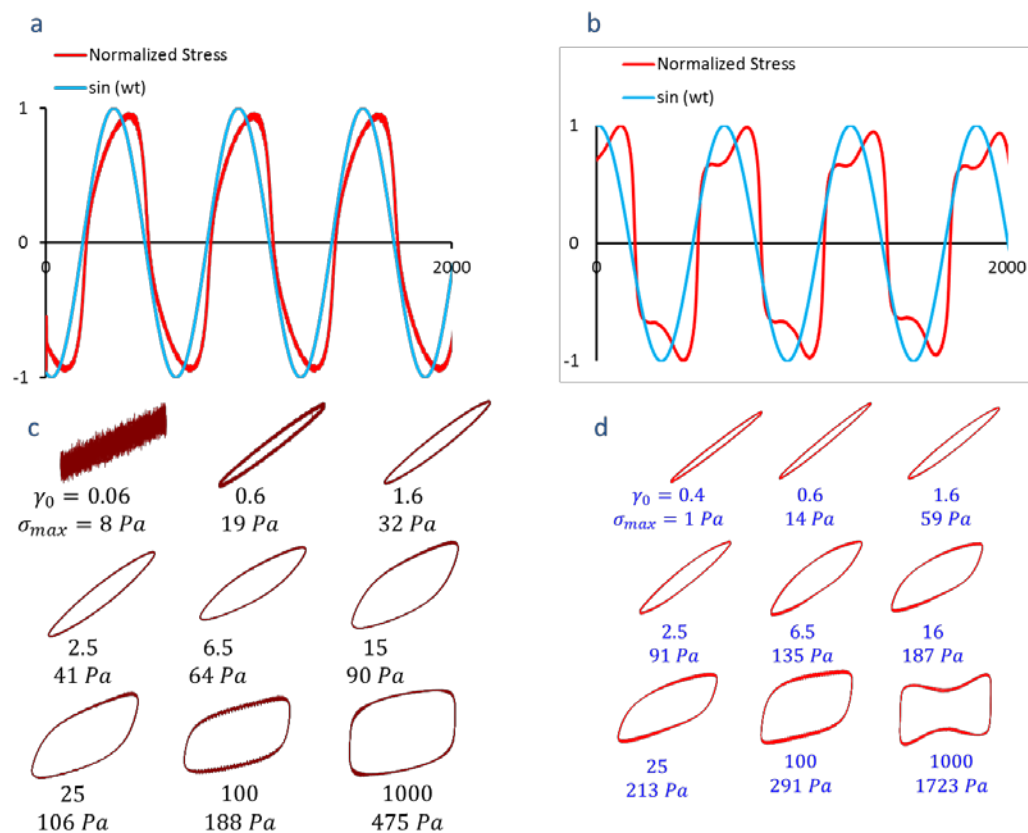 a
Normalized Stress
sin (wt)
1
0
0
2000
-1
b
Normalized Stress
sin (wt)
1
0
0
2000
-1
c
γ₀ = 0.06
σₘₐₓ = 8 Pa
0.6
19 Pa
1.6
32 Pa
2.5
41 Pa
6.5
64 Pa
15
90 Pa
25
106 Pa
100
188 Pa
1000
475 Pa
d
γ₀ = 0.4
σₘₐₓ = 1 Pa
0.6
14 Pa
1.6
59 Pa
2.5
91 Pa
6.5
135 Pa
16
187 Pa
25
213 Pa
100
291 Pa
1000
1723 Pa